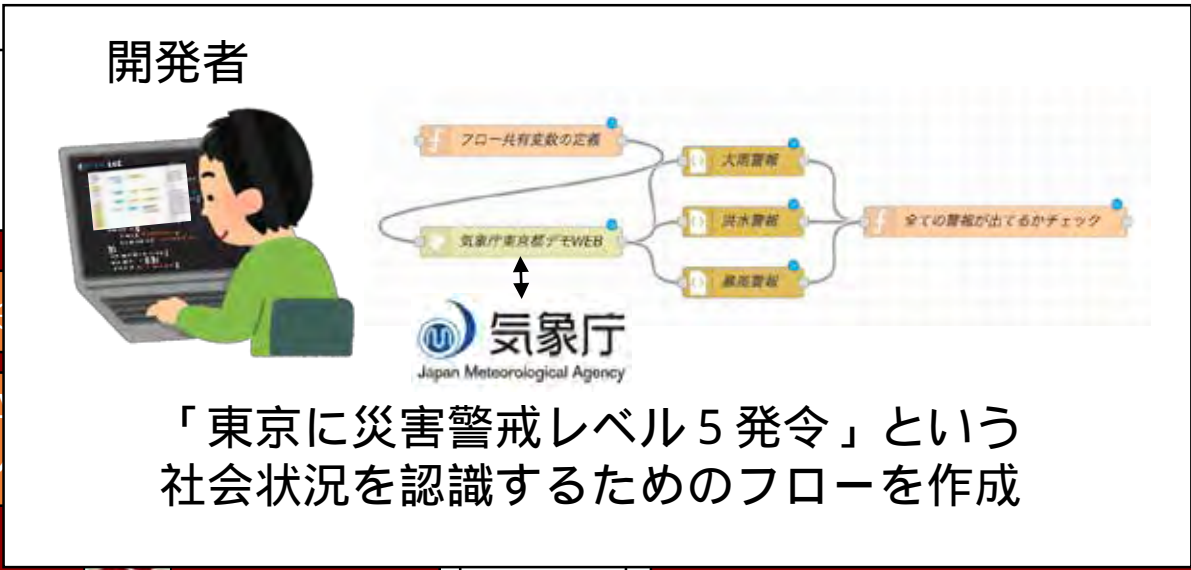 開発者
フロー共有変数の定義
大雨警報
洪水警報
全ての警報が出てるかチェック
気象庁東京都デモWEB
暴雨警報
気象庁
Japan Meteorological Agency
「東京に災害警戒レベル5発令」という
社会状況を認識するためのフローを作成